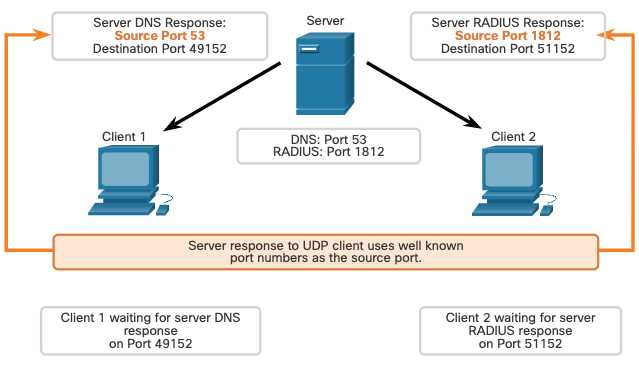 Server DNS Response:
Source Port 53
Destination Port 49152
Server
Server RADIUS Response:
Source Port 1812
Destination Port 51152
Client 1
DNS: Port 53
RADIUS: Port 1812
Client 2
Server response to UDP client uses well known
port numbers as the source port.
Client 1 waiting for server DNS
response
on Port 49152
Client 2 waiting for server
RADIUS response
on Port 51152